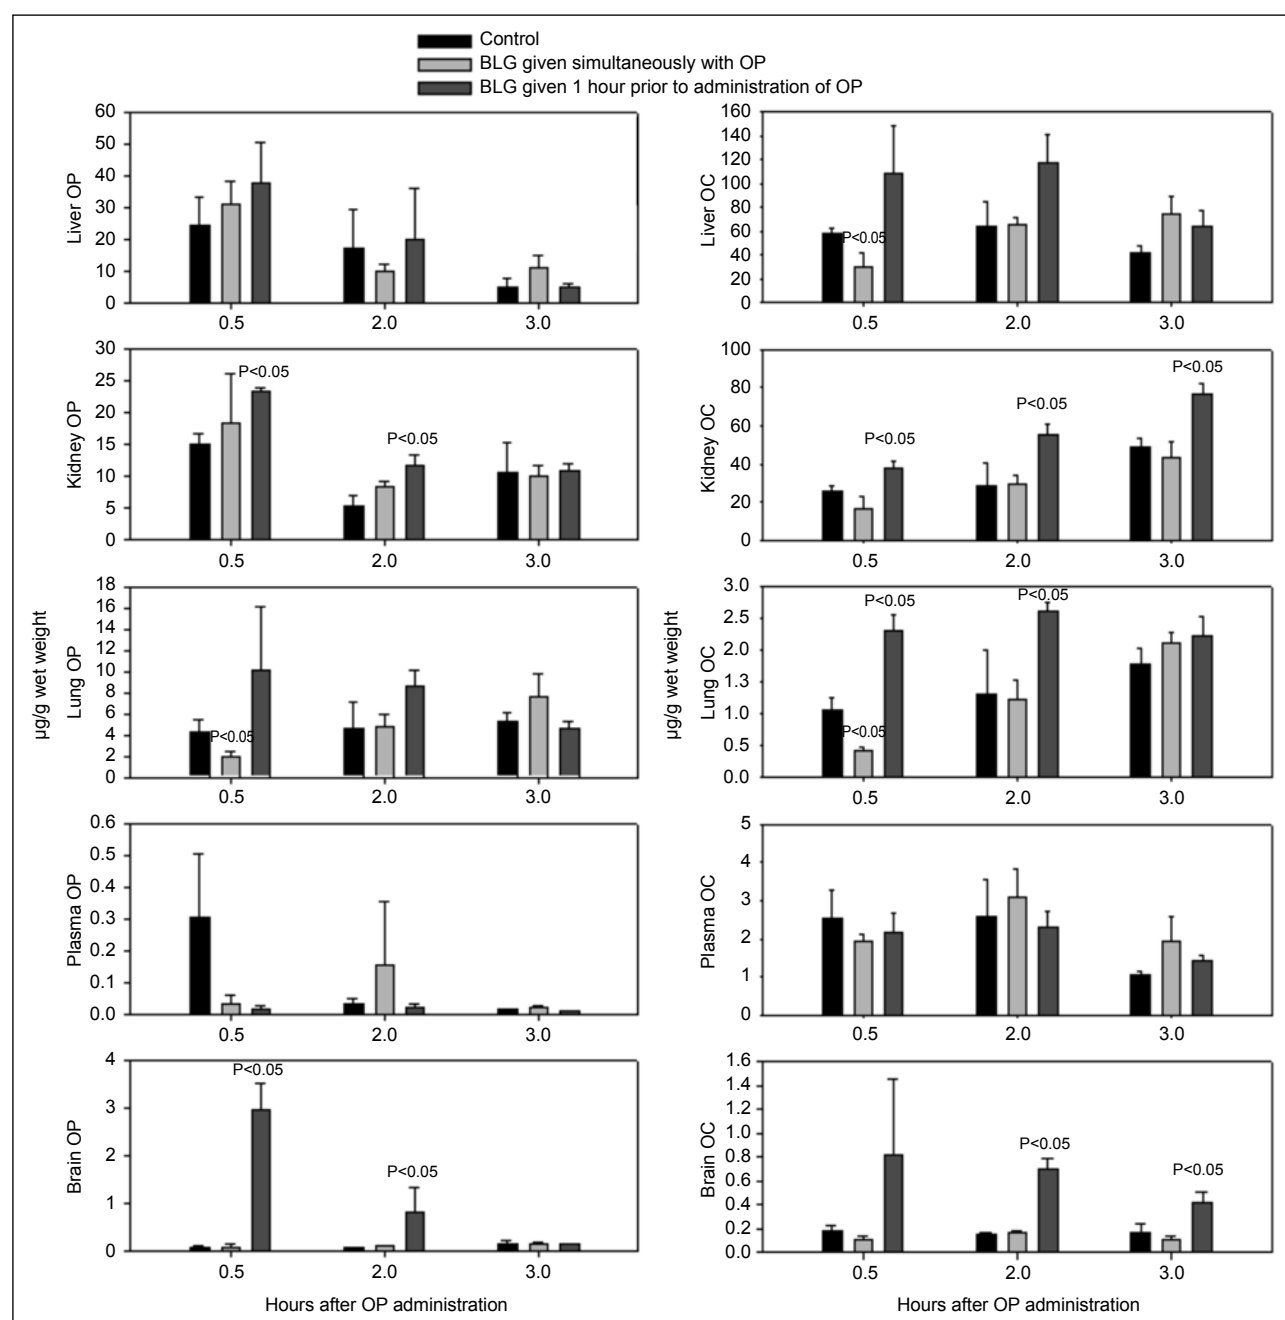 Control
BLG given simultaneously with OP
BLG given 1 hour prior to administration of OP
Liver OP
60
50
40
30
20
10
0
0.5 2.0 3.0
Liver OC
160
140
120
100
80
60
40
20
0
P<0.05
0.5 2.0 3.0
Kidney OP
30
25
20
15
10
5
0
P<0.05
P<0.05
0.5 2.0 3.0
Kidney OC
100
80
60
40
20
0
P<0.05
P<0.05
P<0.05
0.5 2.0 3.0
µg/g wet weight
Lung OP
18
16
14
12
10
8
6
4
2
0
P<0.05
0.5 2.0 3.0
µg/g wet weight
Lung OC
3.0
2.5
2.0
1.3
1.0
0.5
0.0
P<0.05
P<0.05
P<0.05
0.5 2.0 3.0
Plasma OP
0.6
0.5
0.4
0.3
0.2
0.1
0.0
0.5 2.0 3.0
Plasma OC
5
4
3
2
1
0
0.5 2.0 3.0
Brain OP
4
3
2
1
0
P<0.05
P<0.05
0.5 2.0 3.0
Hours after OP administration
Brain OC
1.6
1.4
1.2
1.0
0.8
0.6
0.4
0.2
0.0
P<0.05
P<0.05
0.5 2.0 3.0
Hours after OP administration